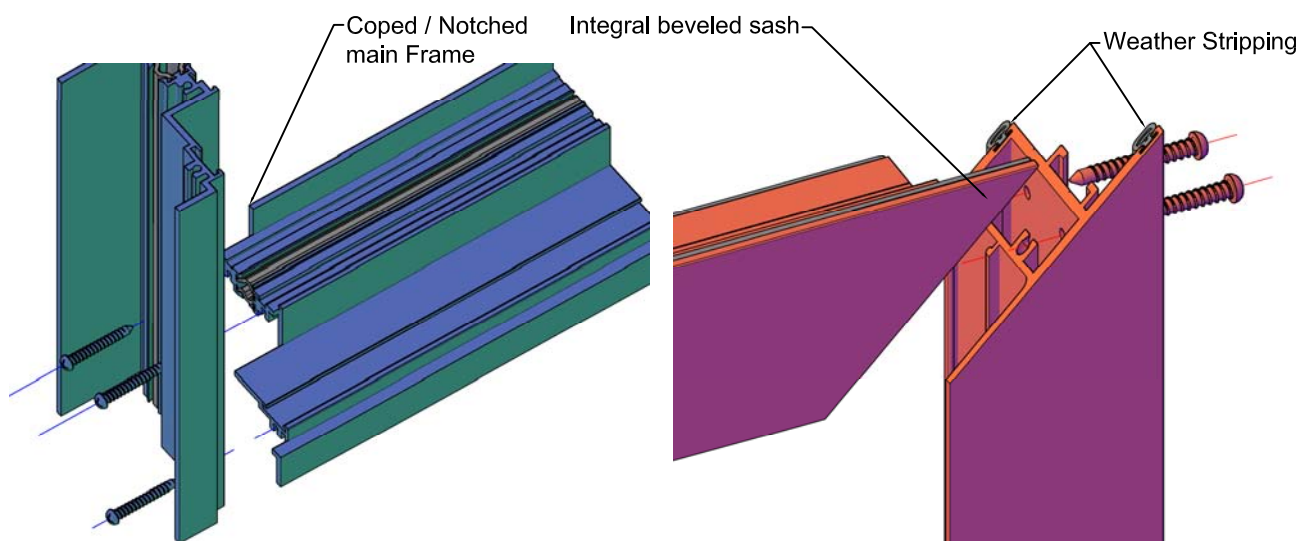 Coped / Notched
main Frame
Integral beveled sash
Weather Stripping